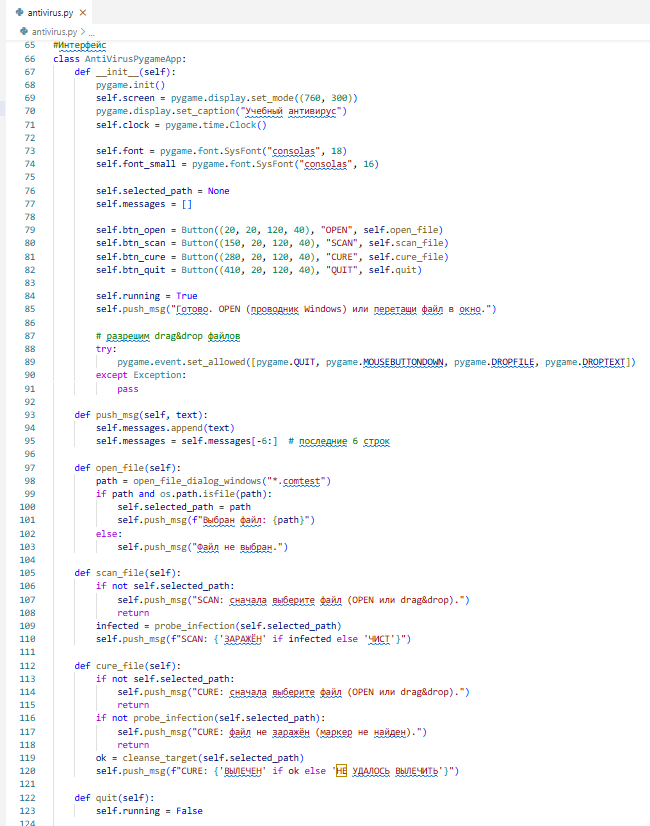 antivirus.py
antivirus.py > ...
65 #Интерфейс
66 class AntiVirusPygameApp:
67     def __init__(self):
68         pygame.init()
69         self.screen = pygame.display.set_mode((760, 300))
70         pygame.display.set_caption("Учебный антивирус")
71         self.clock = pygame.time.Clock()
72
73         self.font = pygame.font.SysFont("consolas", 18)
74         self.font_small = pygame.font.SysFont("consolas", 16)
75
76         self.selected_path = None
77         self.messages = []
78
79         self.btn_open = Button((20, 20, 120, 40), "OPEN", self.open_file)
80         self.btn_scan = Button((150, 20, 120, 40), "SCAN", self.scan_file)
81         self.btn_cure = Button((280, 20, 120, 40), "CURE", self.cure_file)
82         self.btn_quit = Button((410, 20, 120, 40), "QUIT", self.quit)
83
84         self.running = True
85         self.push_msg("Готово. OPEN (проводник Windows) или перетащи файл в окно.")
86
87         # разрешим drag&drop файлов
88         try:
89             pygame.event.set_allowed([pygame.QUIT, pygame.MOUSEBUTTONDOWN, pygame.DROPFILE, pygame.DROPTEXT])
90         except Exception:
91             pass
92
93     def push_msg(self, text):
94         self.messages.append(text)
95         self.messages = self.messages[-6:]  # последние 6 строк
96
97     def open_file(self):
98         path = open_file_dialog_windows("*.comtest")
99         if path and os.path.isfile(path):
100             self.selected_path = path
101             self.push_msg(f"Выбран файл: {path}")
102         else:
103             self.push_msg("Файл не выбран.")
104
105     def scan_file(self):
106         if not self.selected_path:
107             self.push_msg("SCAN: сначала выберите файл (OPEN или drag&drop).")
108             return
109         infected = probe_infection(self.selected_path)
110         self.push_msg(f"SCAN: {'ЗАРАЖЁН' if infected else 'ЧИСТ'}")
111
112     def cure_file(self):
113         if not self.selected_path:
114             self.push_msg("CURE: сначала выберите файл (OPEN или drag&drop).")
115             return
116         if not probe_infection(self.selected_path):
117             self.push_msg("CURE: файл не заражён (маркер не найден).")
118             return
119         ok = cleanse_target(self.selected_path)
120         self.push_msg(f"CURE: {'ВЫЛЕЧЕН' if ok else 'НЕ УДАЛОСЬ ВЫЛЕЧИТЬ'}")
121
122     def quit(self):
123         self.running = False
124